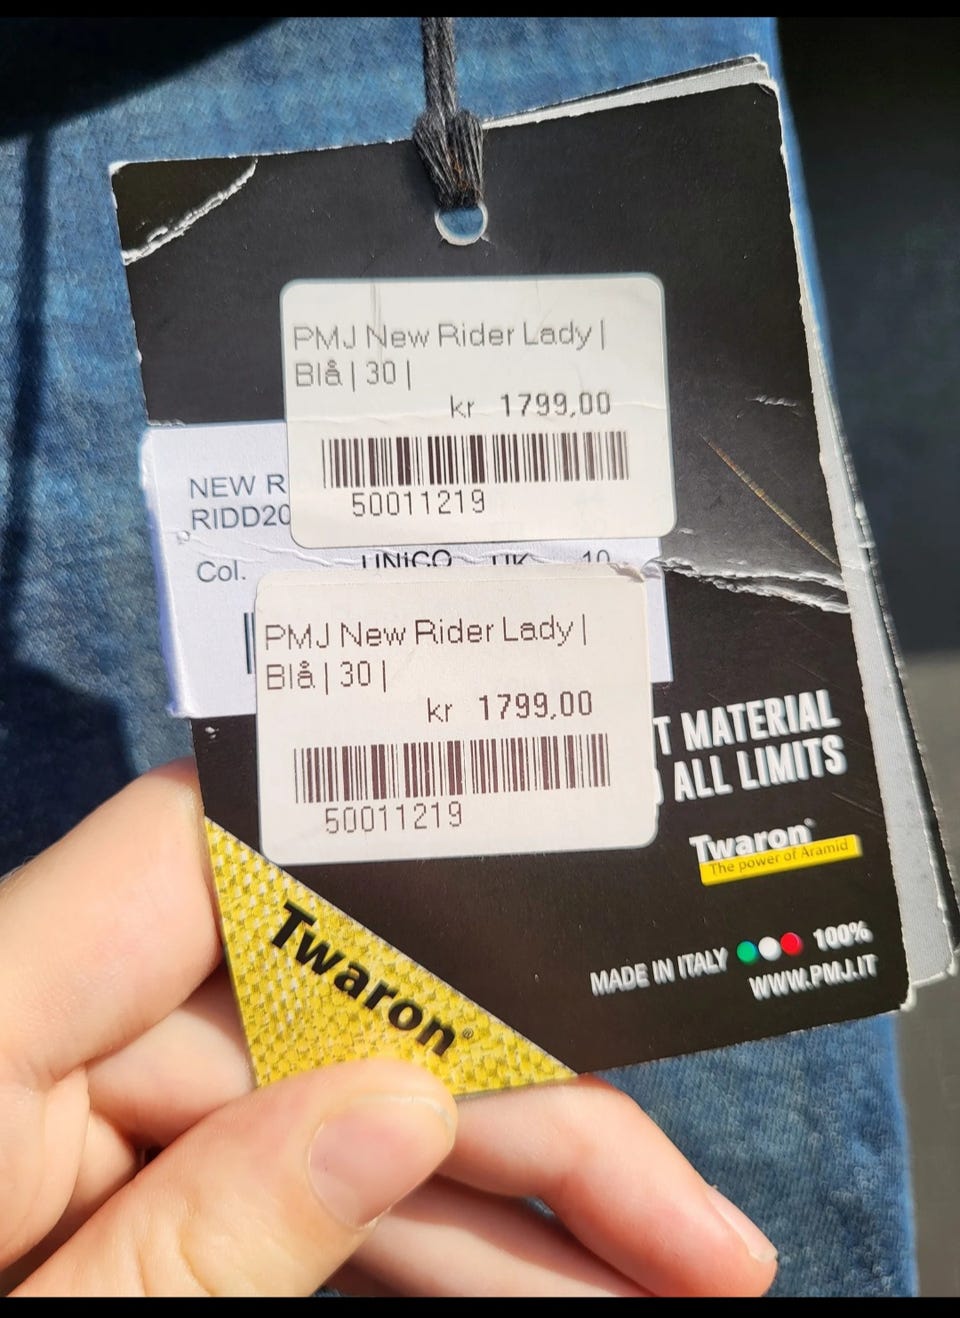 PMJ New Rider Lady |
Blå | 30 |
kr 1799,00
50011219
NEW R
RIDD20
Col. UNICO UK 10
PMJ New Rider Lady |
Blå | 30 |
kr 1799,00
50011219
T MATERIAL
ALL LIMITS
Twaron®
The power of Aramid
Twaron®
MADE IN ITALY 100%
WWW.PMJ.IT